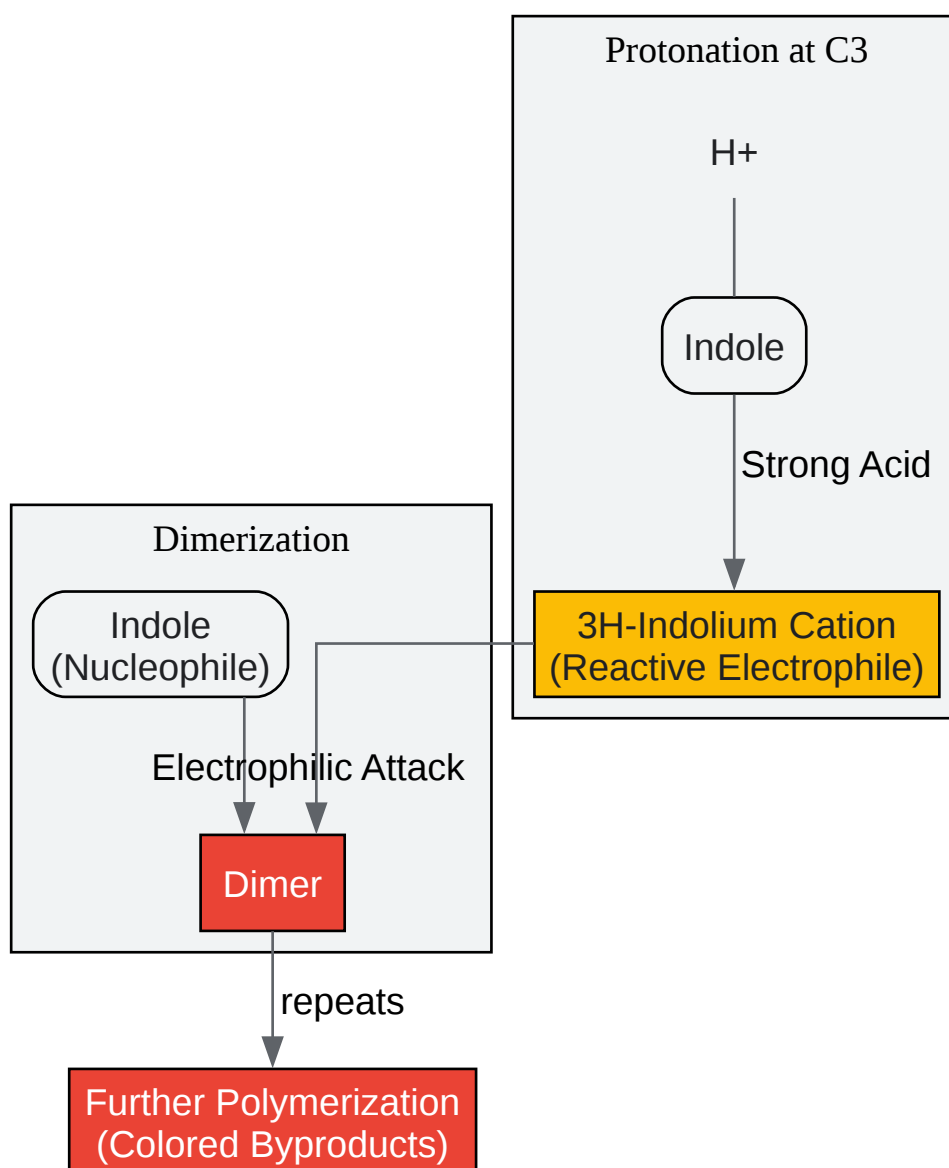 Protonation at C3
H+
Indole
Strong Acid
3H-Indolium Cation
(Reactive Electrophile)
Dimerization
Indole
(Nucleophile)
Electrophilic Attack
Dimer
repeats
Further Polymerization
(Colored Byproducts)